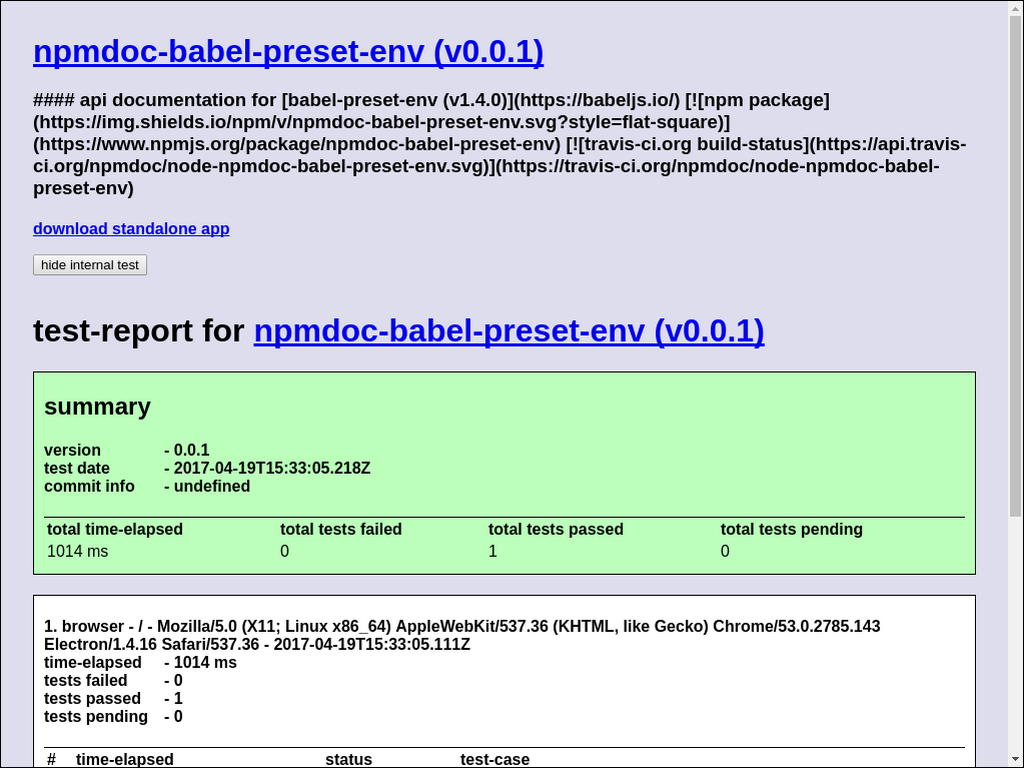 npmdoc-babel-preset-env (v0.0.1)
#### api documentation for [babel-preset-env (v1.4.0)](https://babeljs.io/) [![npm package]
(https://img.shields.io/npm/v/npmdoc-babel-preset-env.svg?style=flat-square)]
(https://www.npmjs.org/package/npmdoc-babel-preset-env) [![travis-ci.org build-status](https://api.travis-
ci.org/npmdoc/node-npmdoc-babel-preset-env.svg)](https://travis-ci.org/npmdoc/node-npmdoc-babel-
preset-env)
download standalone app
hide internal test
test-report for npmdoc-babel-preset-env (v0.0.1)
summary
version - 0.0.1
test date - 2017-04-19T15:33:05.218Z
commit info - undefined
total time-elapsed total tests failed total tests passed total tests pending
1014 ms 0 1 0
1. browser - / - Mozilla/5.0 (X11; Linux x86_64) AppleWebKit/537.36 (KHTML, like Gecko) Chrome/53.0.2785.143
Electron/1.4.16 Safari/537.36 - 2017-04-19T15:33:05.111Z
time-elapsed - 1014 ms
tests failed - 0
tests passed - 1
tests pending - 0
# time-elapsed status test-case